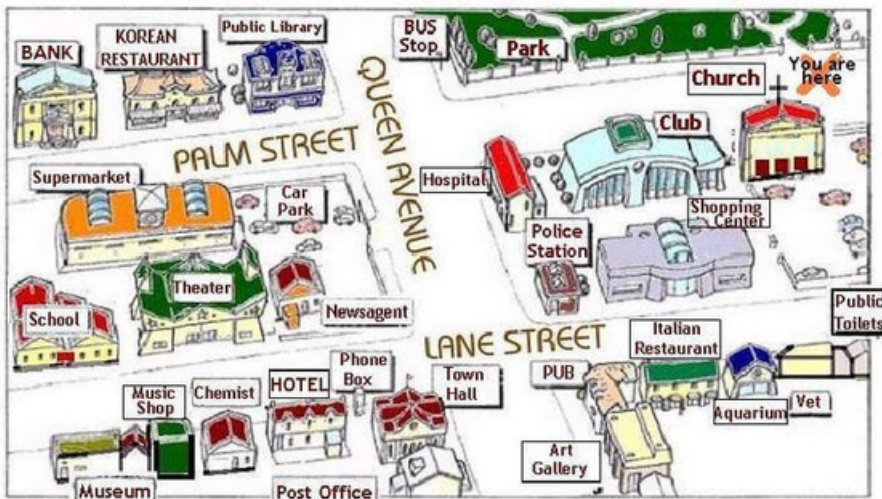 BANK
KOREAN
RESTAURANT
Public Library
BUS
Stop
Park
Church
You are
here
QUEEN AVENUE
PALM STREET
Club
Supermarket
Car
Park
Hospital
Shopping
Center
Police
Station
Theater
School
Newsagent
LANE STREET
Public
Toilets
Italian
Restaurant
Phone
Box
PUB
Town
Hall
HOTEL
Chemist
Music
Shop
Aquarium
Vet
Art
Gallery
Museum
Post Office